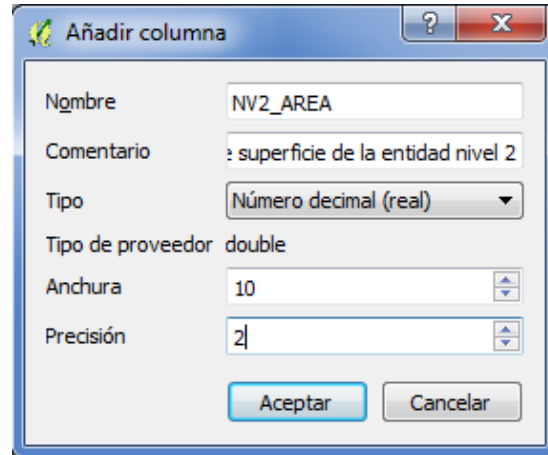 Añadir columna
Nombre NV2_AREA
Comentario e superficie de la entidad nivel 2
Tipo Número decimal (real)
Tipo de proveedor double
Anchura 10
Precisión 2
Aceptar Cancelar